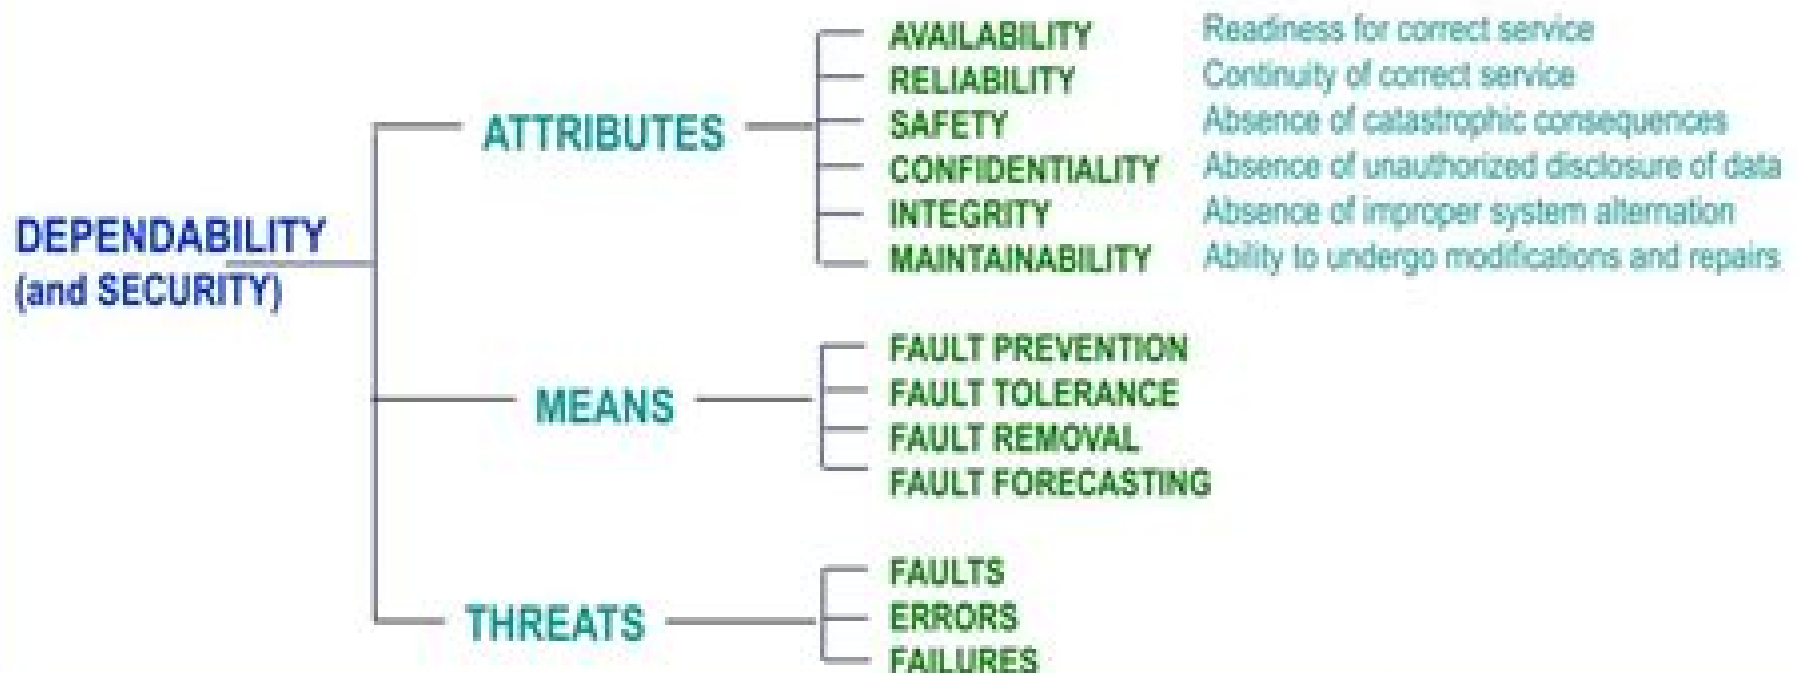 DEPENDABILITY
(and SECURITY)
ATTRIBUTES
AVAILABILITY Readiness for correct service
RELIABILITY Continuity of correct service
SAFETY Absence of catastrophic consequences
CONFIDENTIALITY Absence of unauthorized disclosure of data
INTEGRITY Absence of improper system alternation
MAINTAINABILITY Ability to undergo modifications and repairs
MEANS
FAULT PREVENTION
FAULT TOLERANCE
FAULT REMOVAL
FAULT FORECASTING
THREATS
FAULTS
ERRORS
FAILURES